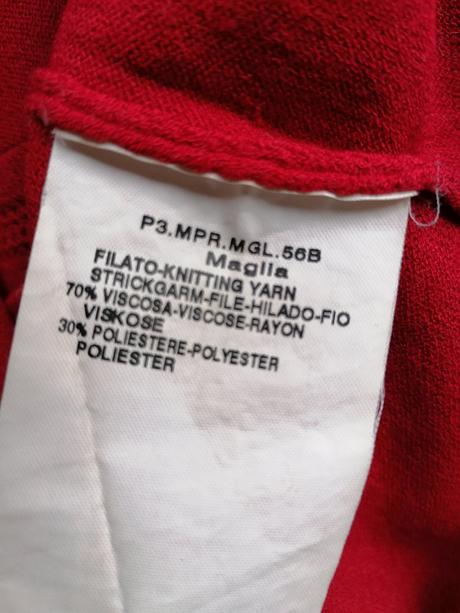 P3.MPR.MGL.56B
Maglia
FILATO-KNITTING YARN
STRICKGARM-FILE-HILADO-FIO
70% VISCOSA-VISCOSE-RAYON
VISKOSE
30% POLIESTERE-POLYESTER
POLIESTER